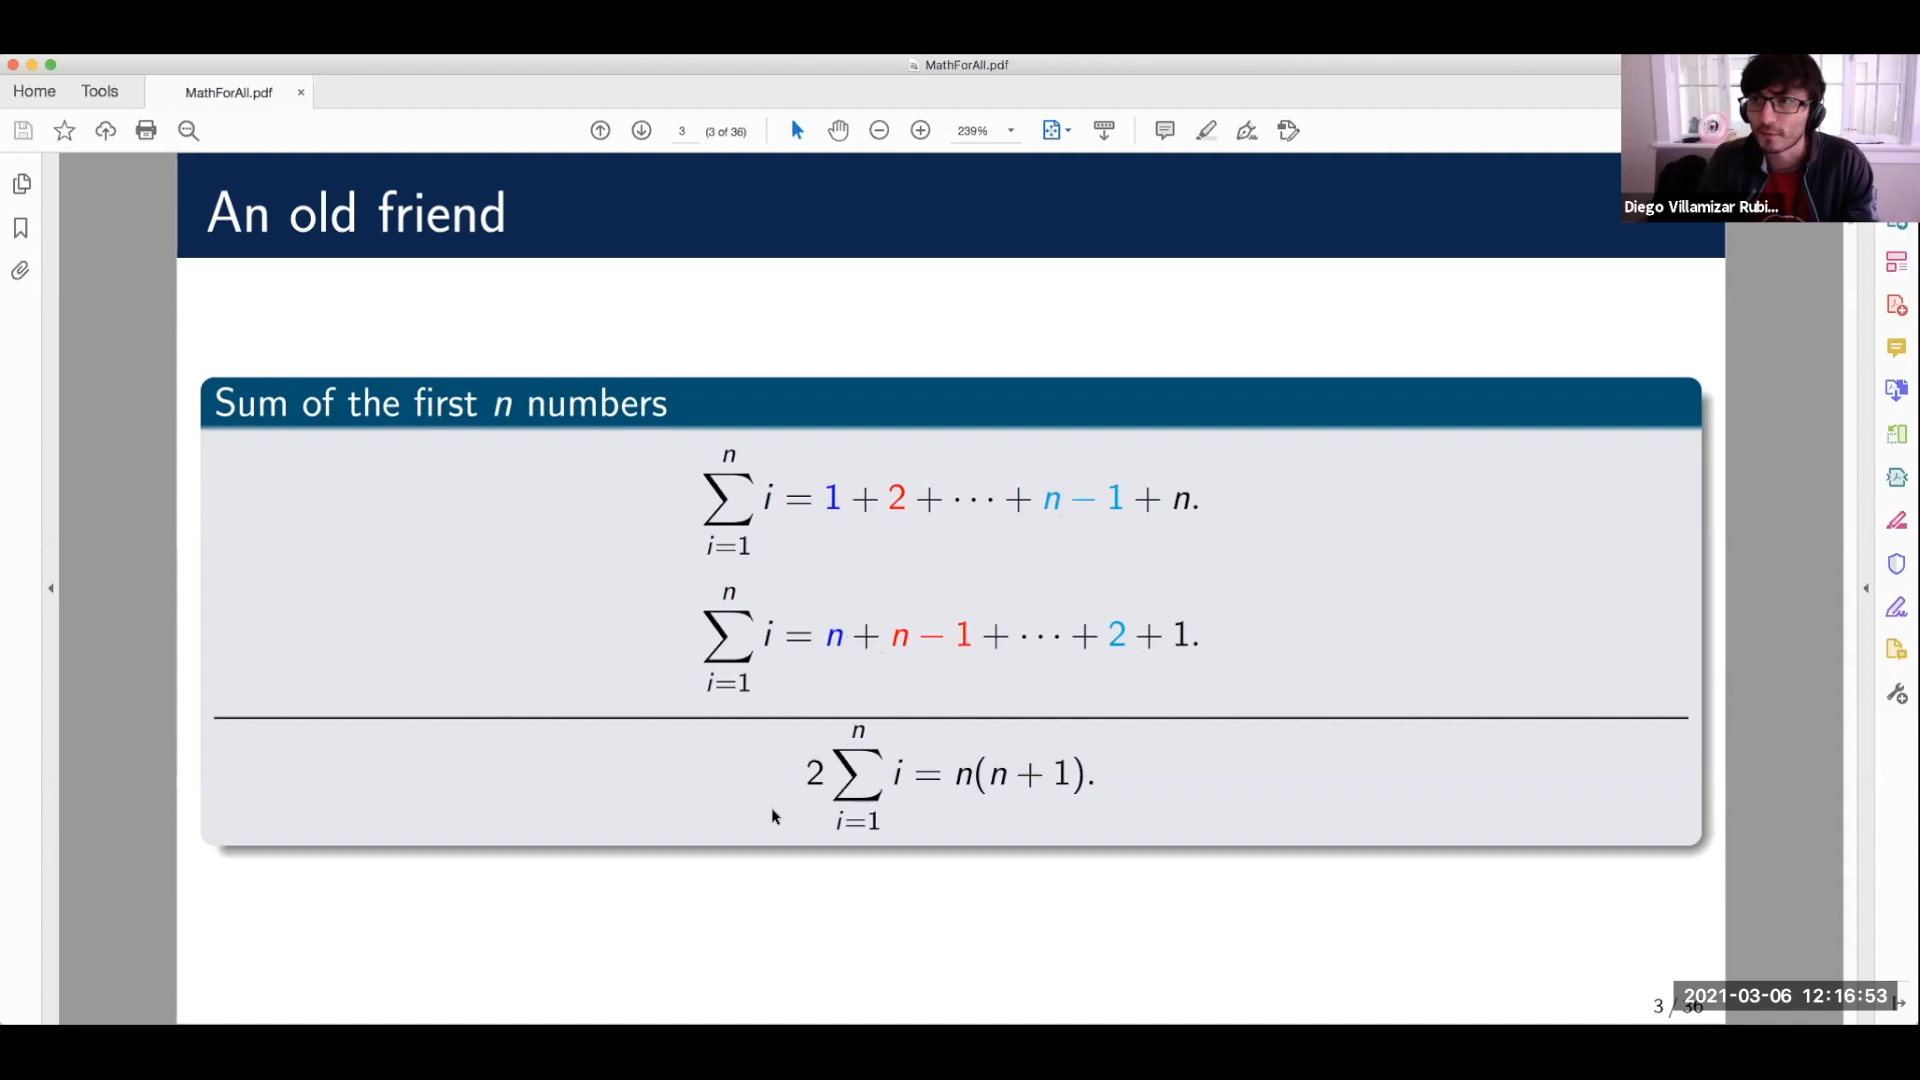 MathForAll.pdf
Home Tools MathForAll.pdf ×
3 (3 of 36) 239%
Diego Villamizar Rubi...
An old friend
Sum of the first n numbers
n
∑ i = 1 + 2 + ··· + n − 1 + n.
i=1
n
∑ i = n + n − 1 + ··· + 2 + 1.
i=1
n
2 ∑ i = n(n + 1).
i=1
2021-03-06 12:16:53
3 / 36